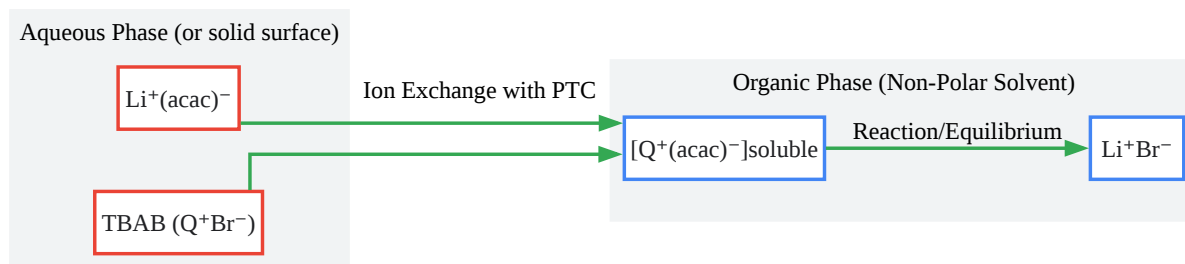 Aqueous Phase (or solid surface)
Li⁺(acac)⁻
TBAB (Q⁺Br⁻)
Ion Exchange with PTC
Organic Phase (Non-Polar Solvent)
[Q⁺(acac)⁻]soluble
Reaction/Equilibrium
Li⁺Br⁻